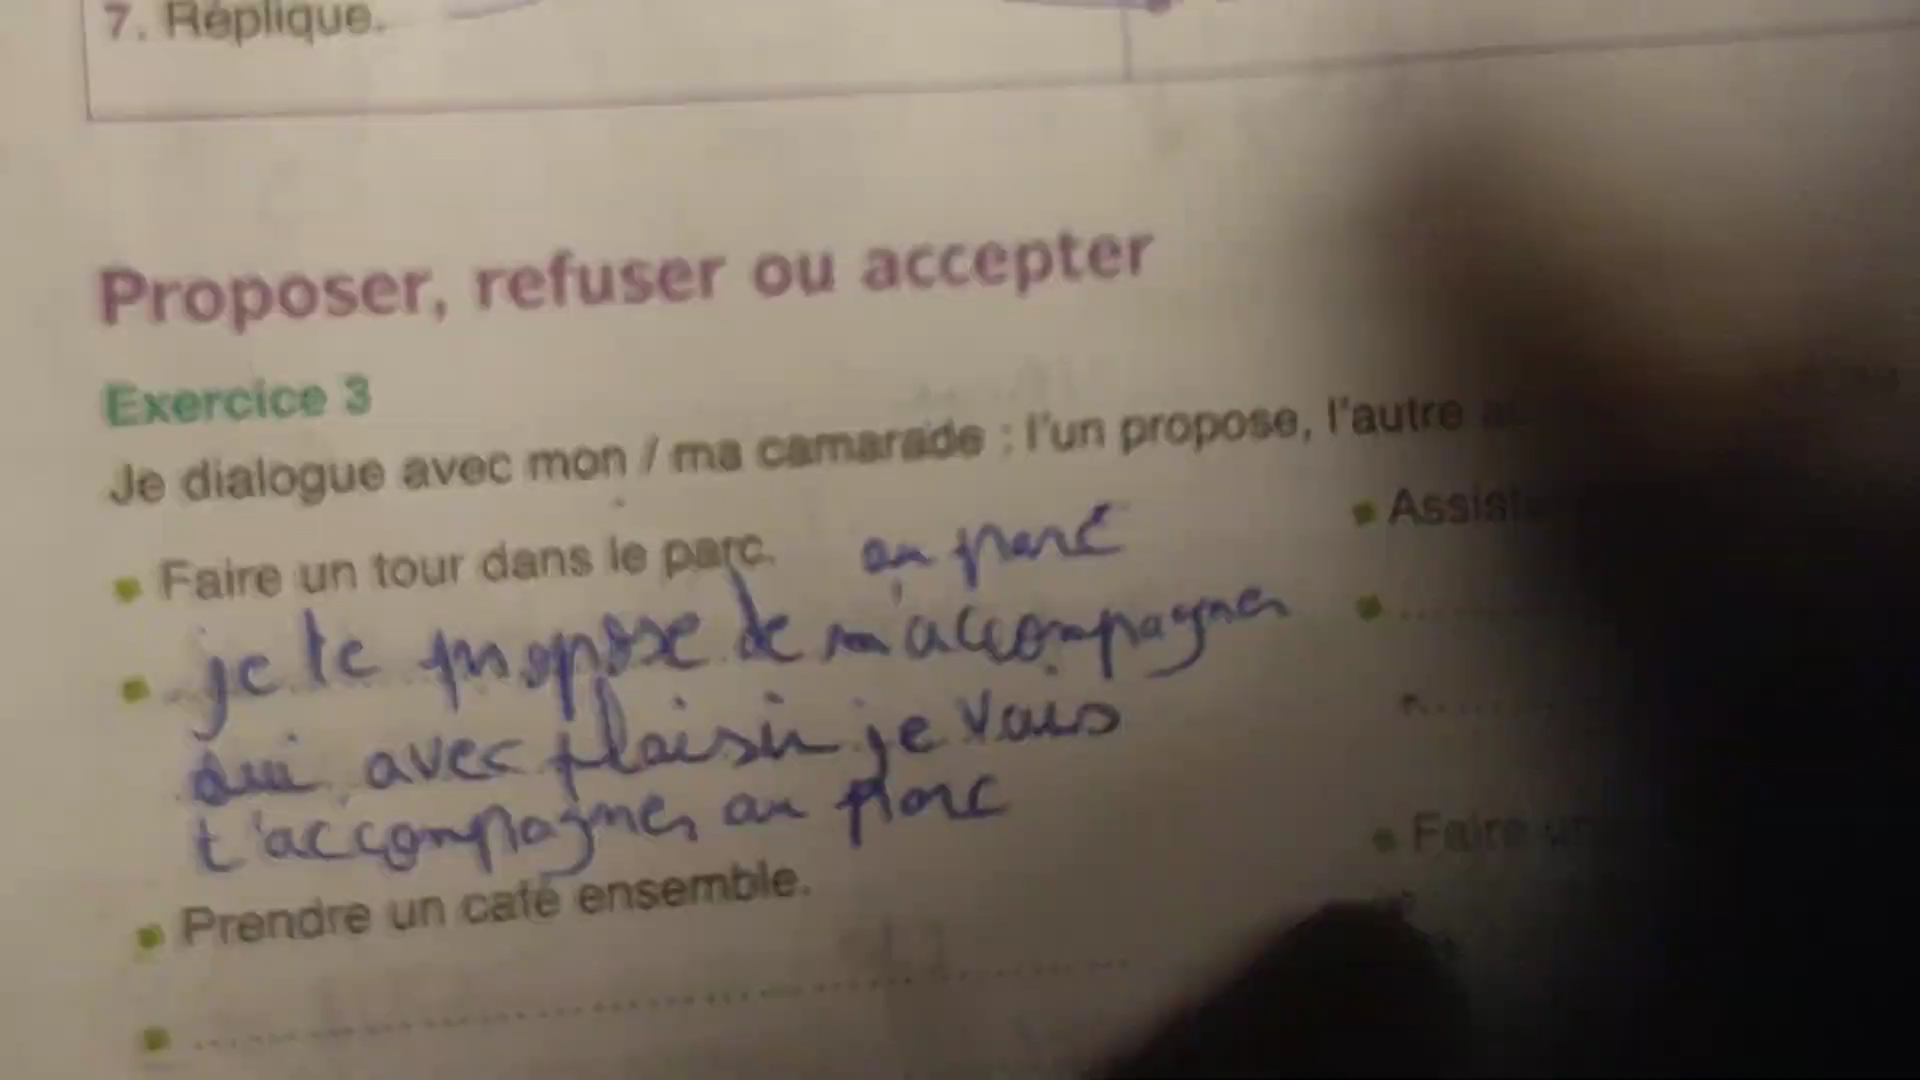 7. Réplique.
Proposer, refuser ou accepter
Exercice 3
Je dialogue avec mon / ma camarade : l'un propose, l'autre
Faire un tour dans le parc. au parc
je te propose de m'accompagner
oui avec plaisir je vais
t'accompagner au parc
Prendre un café ensemble.
Faire un